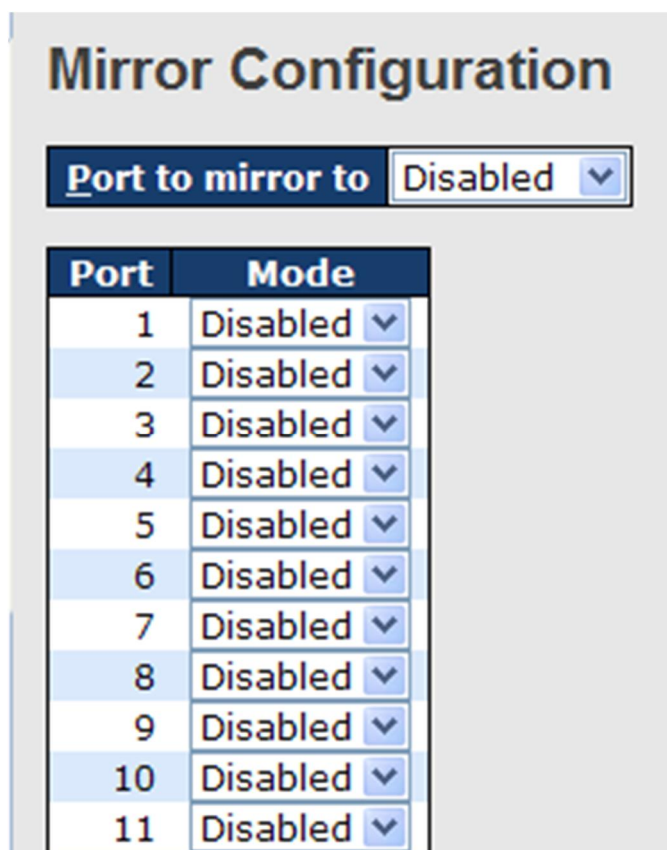 Mirror Configuration
Port to mirror to Disabled
Port Mode
1 Disabled
2 Disabled
3 Disabled
4 Disabled
5 Disabled
6 Disabled
7 Disabled
8 Disabled
9 Disabled
10 Disabled
11 Disabled